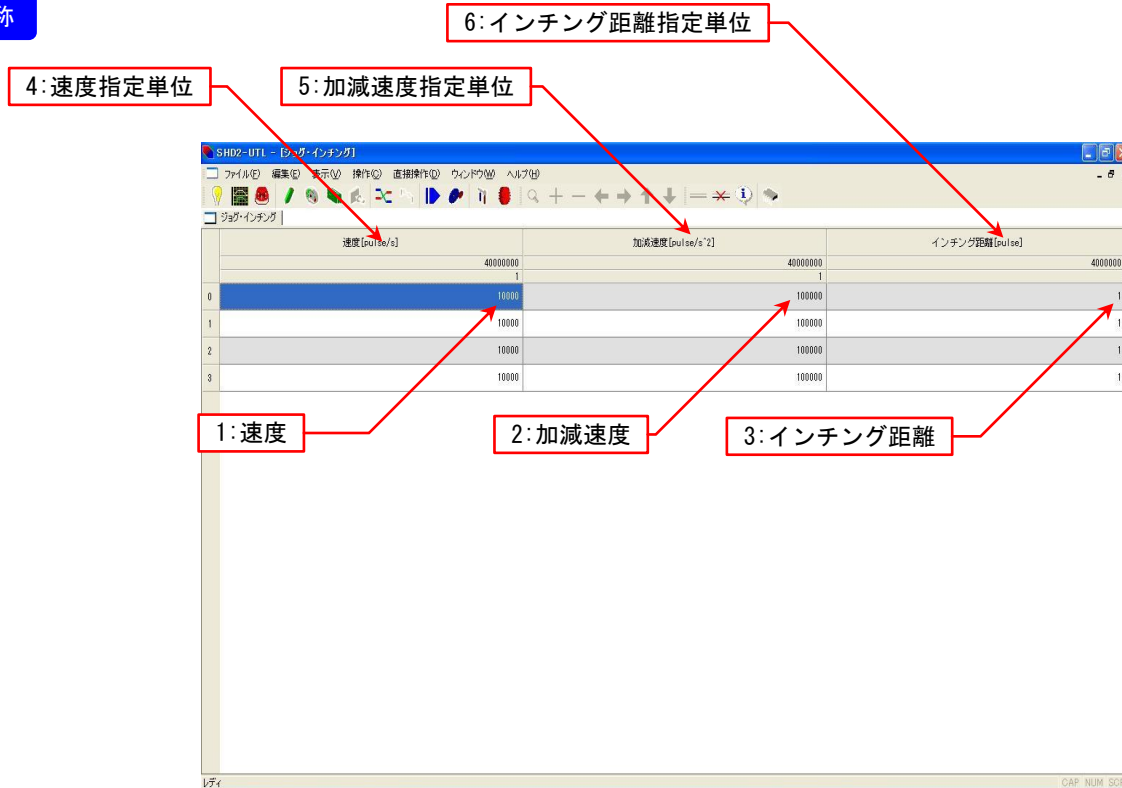 称
6:インチング距離指定単位
4:速度指定単位
5:加減速度指定単位
SHD2-UTL - [ジョグ・インチング]
ファイル(F) 編集(E) 表示(V) 操作(C) 直接操作(D) ウィンドウ(W) ヘルプ(H)
ジョグ・インチング
速度[pulse/s] 加減速度[pulse/s^2] インチング距離[pulse]
40000000 40000000 4000000
1 1
0 10000 100000 1
1 10000 100000 1
2 10000 100000 1
3 10000 100000 1
1:速度
2:加減速度
3:インチング距離
レディ
CAP NUM SC